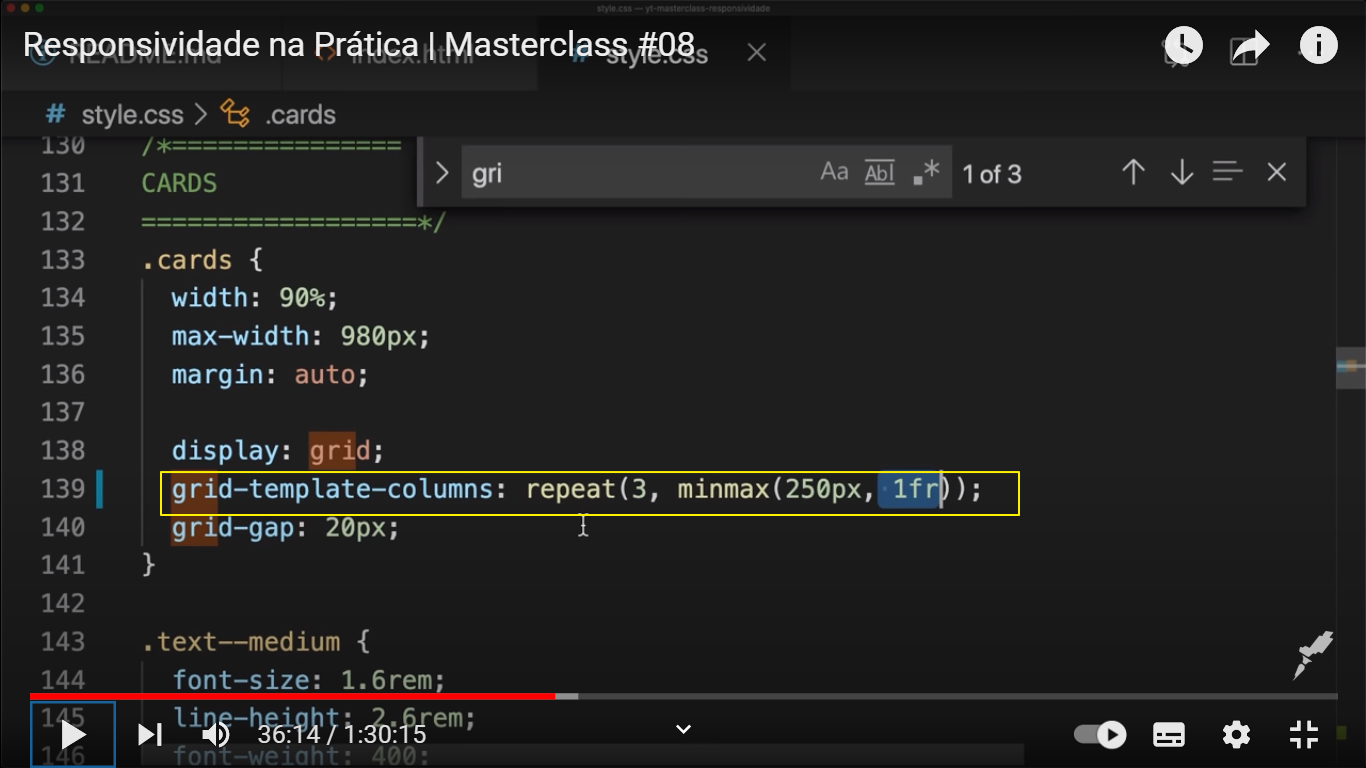 style.css — yt-masterclass-responsividade
Responsividade na Prática | Masterclass #08
README.md
index.html
# style.css
# style.css > .cards
gri
Aa Abl .* 1 of 3
130 /*===============
131 CARDS
132 ==================*/
133 .cards {
134 width: 90%;
135 max-width: 980px;
136 margin: auto;
137
138 display: grid;
139 grid-template-columns: repeat(3, minmax(250px, 1fr));
140 grid-gap: 20px;
141 }
142
143 .text--medium {
144 font-size: 1.6rem;
145 line-height: 2.6rem;
146 font-weight: 400;
36:14 / 1:30:15